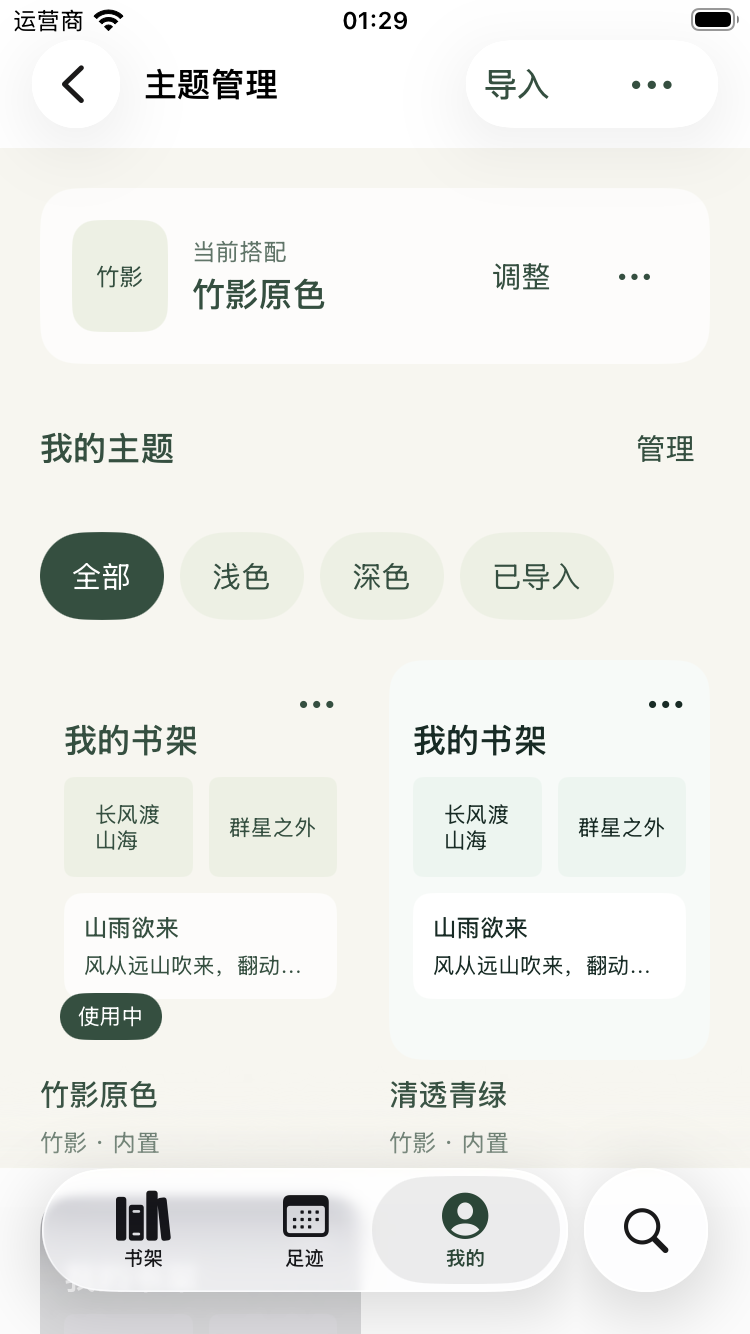 运营商
01:29
主题管理
导入
竹影
当前搭配
竹影原色
调整
我的主题
管理
全部
浅色
深色
已导入
我的书架
长风渡
山海
群星之外
山雨欲来
风从远山吹来，翻动...
使用中
竹影原色
竹影 · 内置
我的书架
长风渡
山海
群星之外
山雨欲来
风从远山吹来，翻动...
清透青绿
竹影 · 内置
书架
足迹
我的